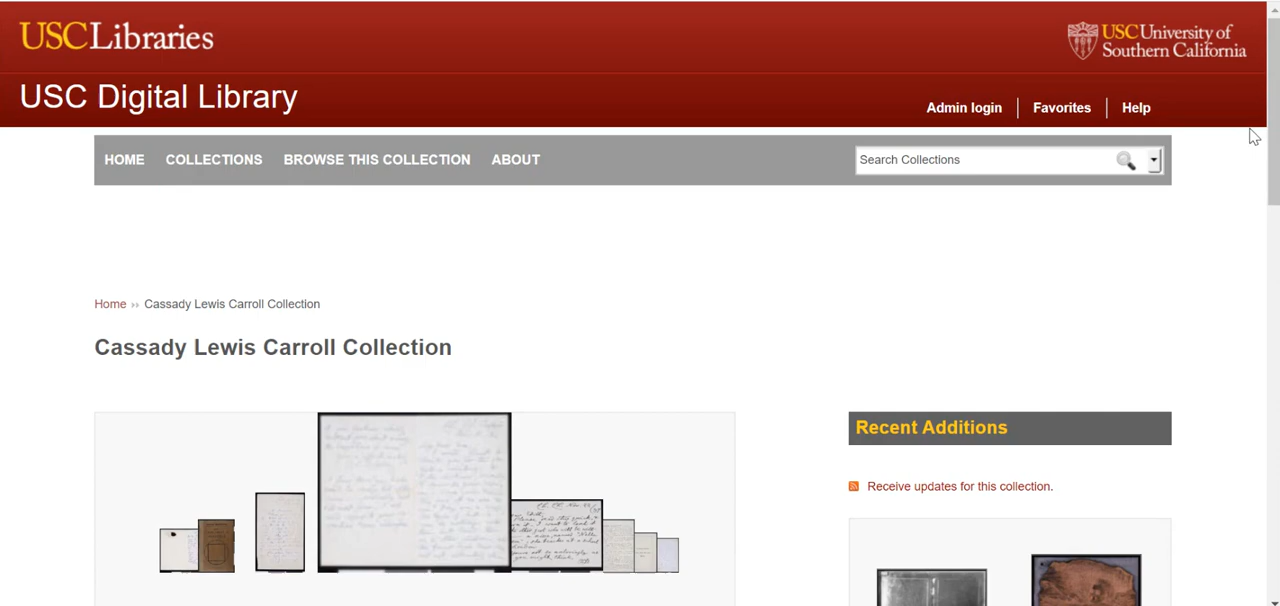 USCLibraries
USC University of
Southern California
USC Digital Library
Admin login
Favorites
Help
HOME
COLLECTIONS
BROWSE THIS COLLECTION
ABOUT
Search Collections
Home » Cassady Lewis Carroll Collection
Cassady Lewis Carroll Collection
Recent Additions
Receive updates for this collection.